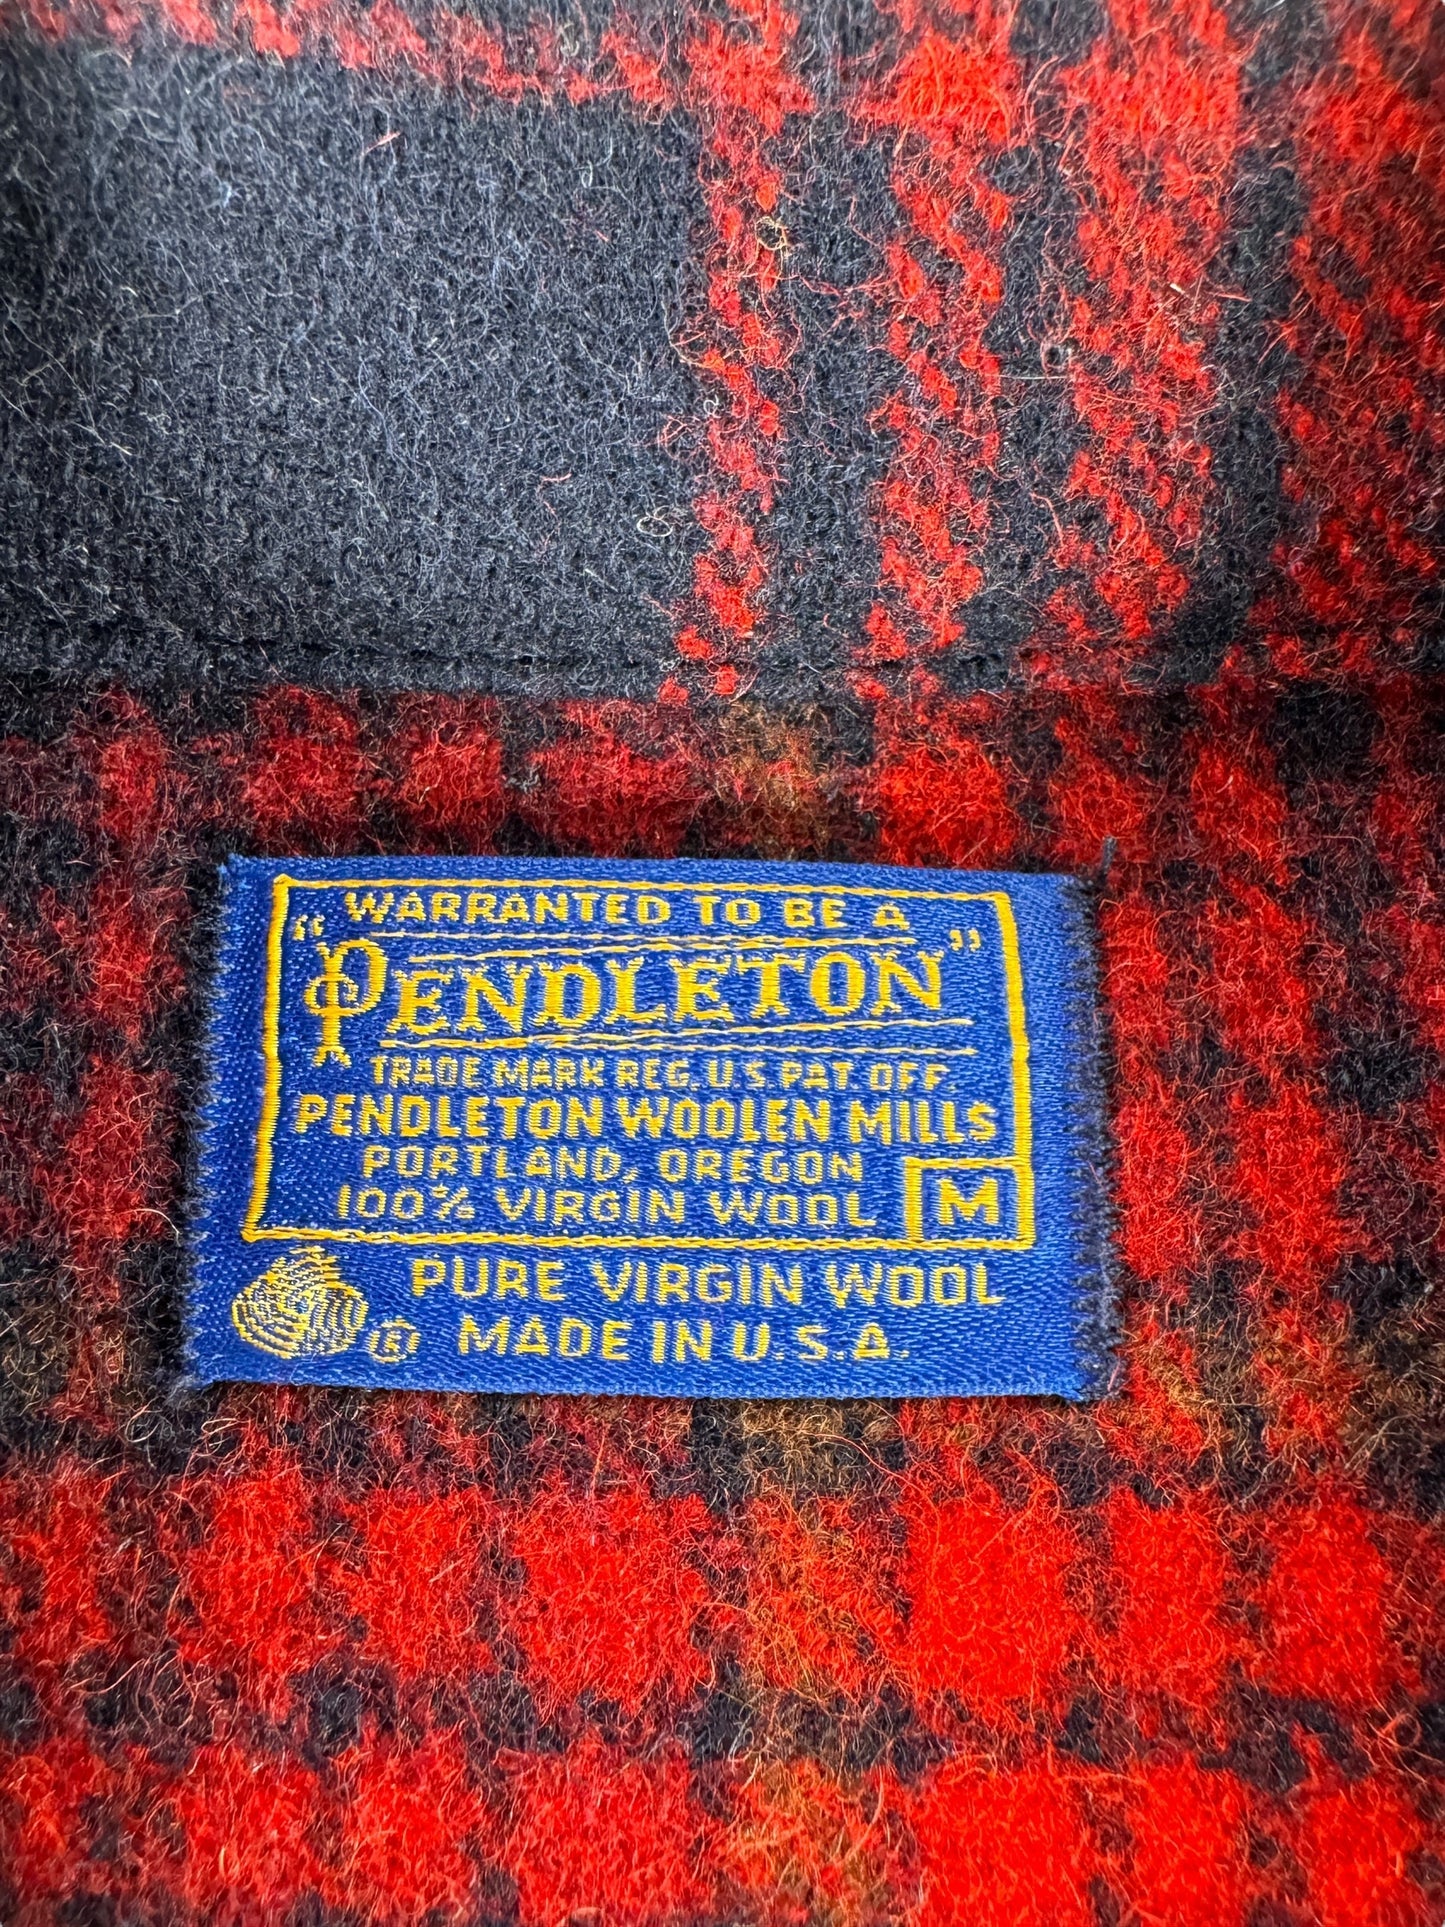 WARRANTED TO BE A
"PENDLETON"
TRADE MARK REG. U.S. PAT. OFF.
PENDLETON WOOLEN MILLS
PORTLAND, OREGON
100% VIRGIN WOOL M
PURE VIRGIN WOOL
® MADE IN U.S.A.